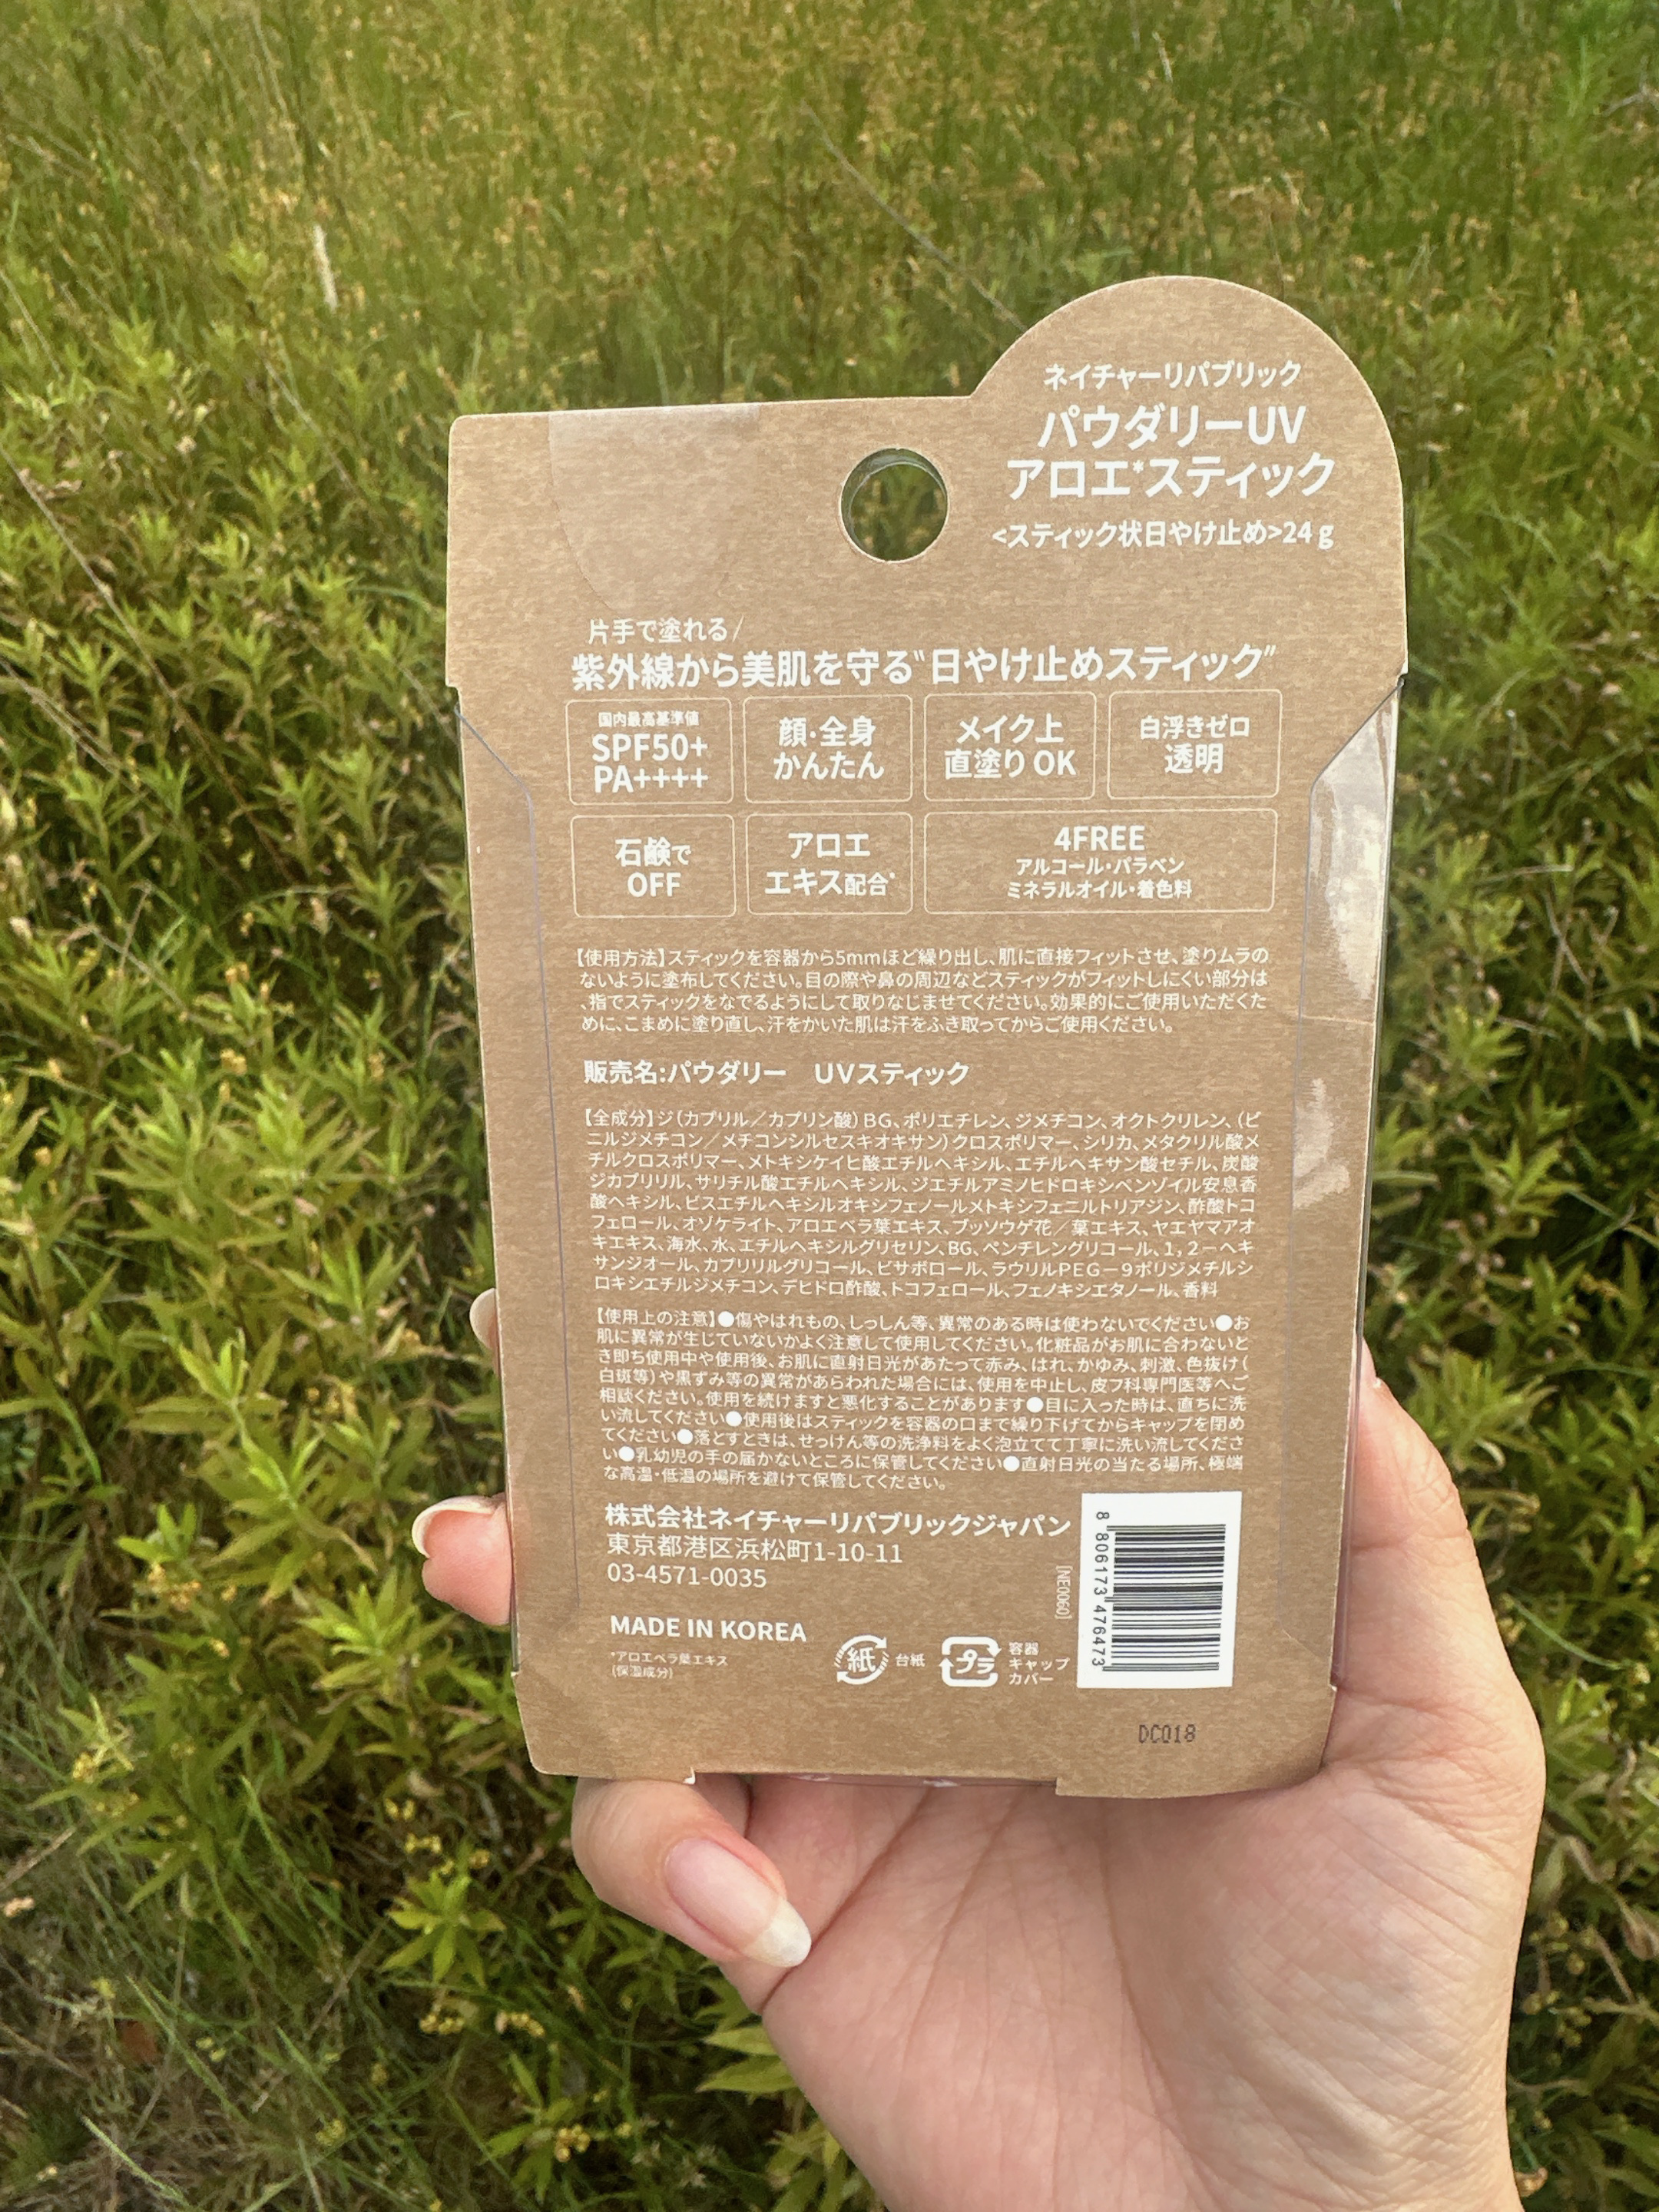 ネイチャーリパブリック
パウダリーUV
アロエ*スティック
<スティック状日やけ止め>24g
片手で塗れる/
紫外線から美肌を守る“日やけ止めスティック”
国内最高基準値
SPF50+
PA++++
顔・全身
かんたん
メイク上
直塗りOK
白浮きゼロ
透明
石鹸で
OFF
アロエ
エキス配合*
4FREE
アルコール・パラベン
ミネラルオイル・着色料
【使用方法】スティックを容器から5mmほど繰り出し、肌に直接フィットさせ、塗りムラの
ないように塗布してください。目の際や鼻の周辺などスティックがフィットしにくい部分は
、指でスティックをなでるようにして取りなじませてください。効果的にご使用いただくた
めに、こまめに塗り直し、汗をかいた肌は汗をふき取ってからご使用ください。
販売名:パウダリー　UVスティック
【全成分】ジ(カプリル／カプリン酸)BG、ポリエチレン、ジメチコン、オクトクリレン、(ビ
ニルジメチコン／メチコンシルセスキオキサン)クロスポリマー、シリカ、メタクリル酸メ
チルクロスポリマー、メトキシケイヒ酸エチルヘキシル、エチルヘキサン酸セチル、炭酸
ジカプリリル、サリチル酸エチルヘキシル、ジエチルアミノヒドロキシベンゾイル安息香
酸ヘキシル、ビスエチルヘキシルオキシフェノールメトキシフェニルトリアジン、酢酸トコ
フェロール、オゾケライト、アロエベラ葉エキス、ブッソウゲ花／葉エキス、ヤエヤマアオ
キエキス、海水、水、エチルヘキシルグリセリン、BG、ペンチレングリコール、1,2－ヘキ
サンジオール、カプリリルグリコール、ビサボロール、ラウリルPEG－9ポリジメチルシ
ロキシエチルジメチコン、デヒドロ酢酸、トコフェロール、フェノキシエタノール、香料
【使用上の注意】●傷やはれもの、しっしん等、異常のある時は使わないでください●お
肌に異常が生じていないかよく注意して使用してください。化粧品がお肌に合わないと
き即ち使用中や使用後、お肌に直射日光があたって赤み、はれ、かゆみ、刺激、色抜け(
白斑等)や黒ずみ等の異常があらわれた場合には、使用を中止し、皮フ科専門医等へご
相談ください。使用を続けますと悪化することがあります●目に入った時は、直ちに洗
い流してください●使用後はスティックを容器の口まで繰り下げてからキャップを閉め
てください●落とすときは、せっけん等の洗浄料をよく泡立てて丁寧に洗い流してくださ
い●乳幼児の手の届かないところに保管してください●直射日光の当たる場所、極端
な高温・低温の場所を避けて保管してください。
株式会社ネイチャーリパブリックジャパン
東京都港区浜松町1-10-11
03-4571-0035
MADE IN KOREA
*アロエベラ葉エキス
(保湿成分)
紙
台紙
プラ
容器
キャップ
カバー
[NE0060]
8 806173 476473
DC018